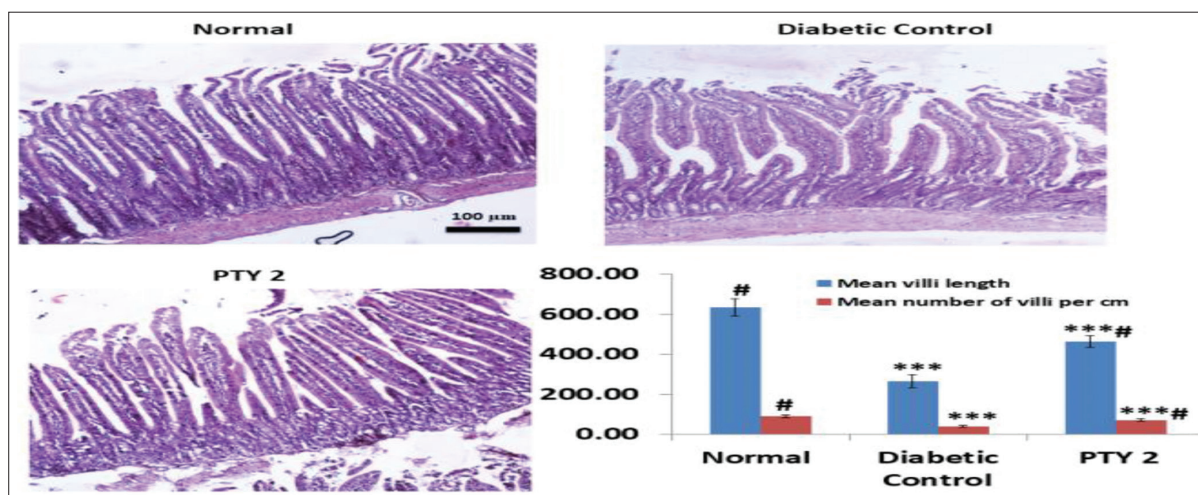 Normal
Diabetic Control
100 µm
PTY 2
800.00
600.00
400.00
200.00
0.00
Mean villi length
Mean number of villi per cm
#
#
***
***
***#
***#
Normal
Diabetic
Control
PTY 2